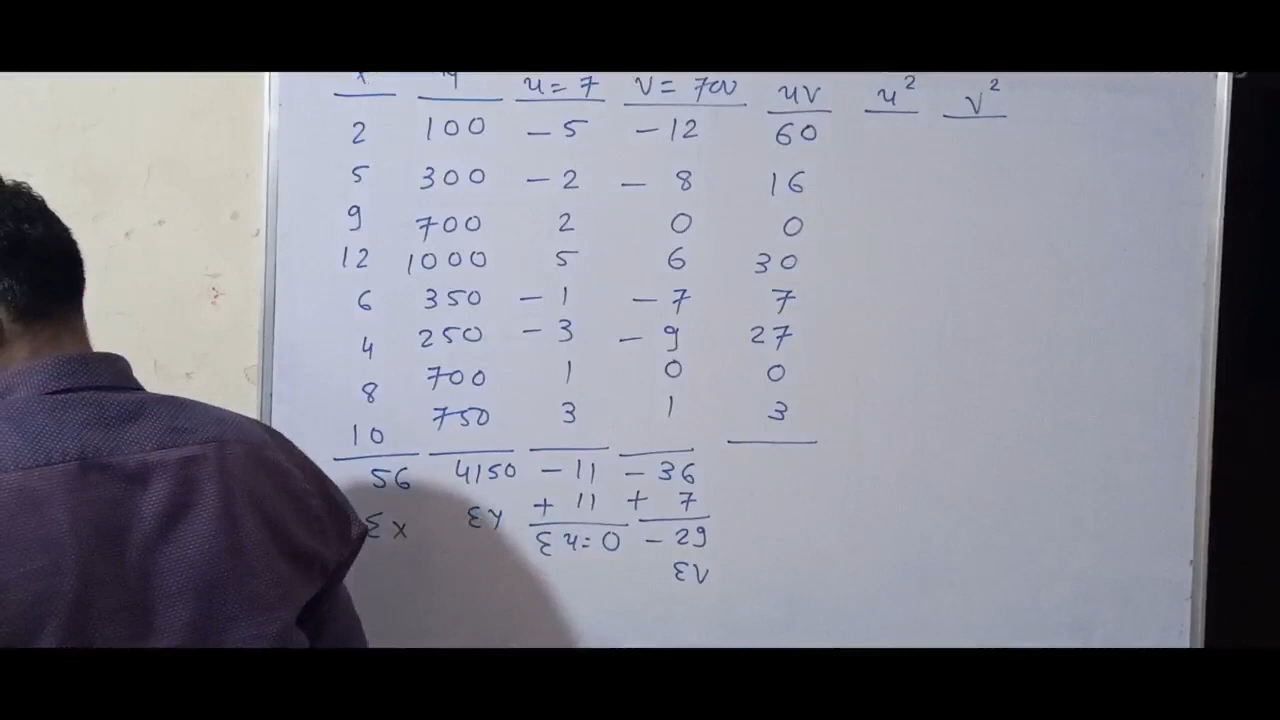 x y u = 7 v = 700 uv u² v²
2 100 - 5 - 12 60
5 300 - 2 - 8 16
9 700 2 0 0
12 1000 5 6 30
6 350 - 1 - 7 7
4 250 - 3 - 9 27
8 700 1 0 0
10 750 3 1 3
56 4150 - 11 - 36
Σx Σy + 11 + 7
Σu=0 - 29
Σv